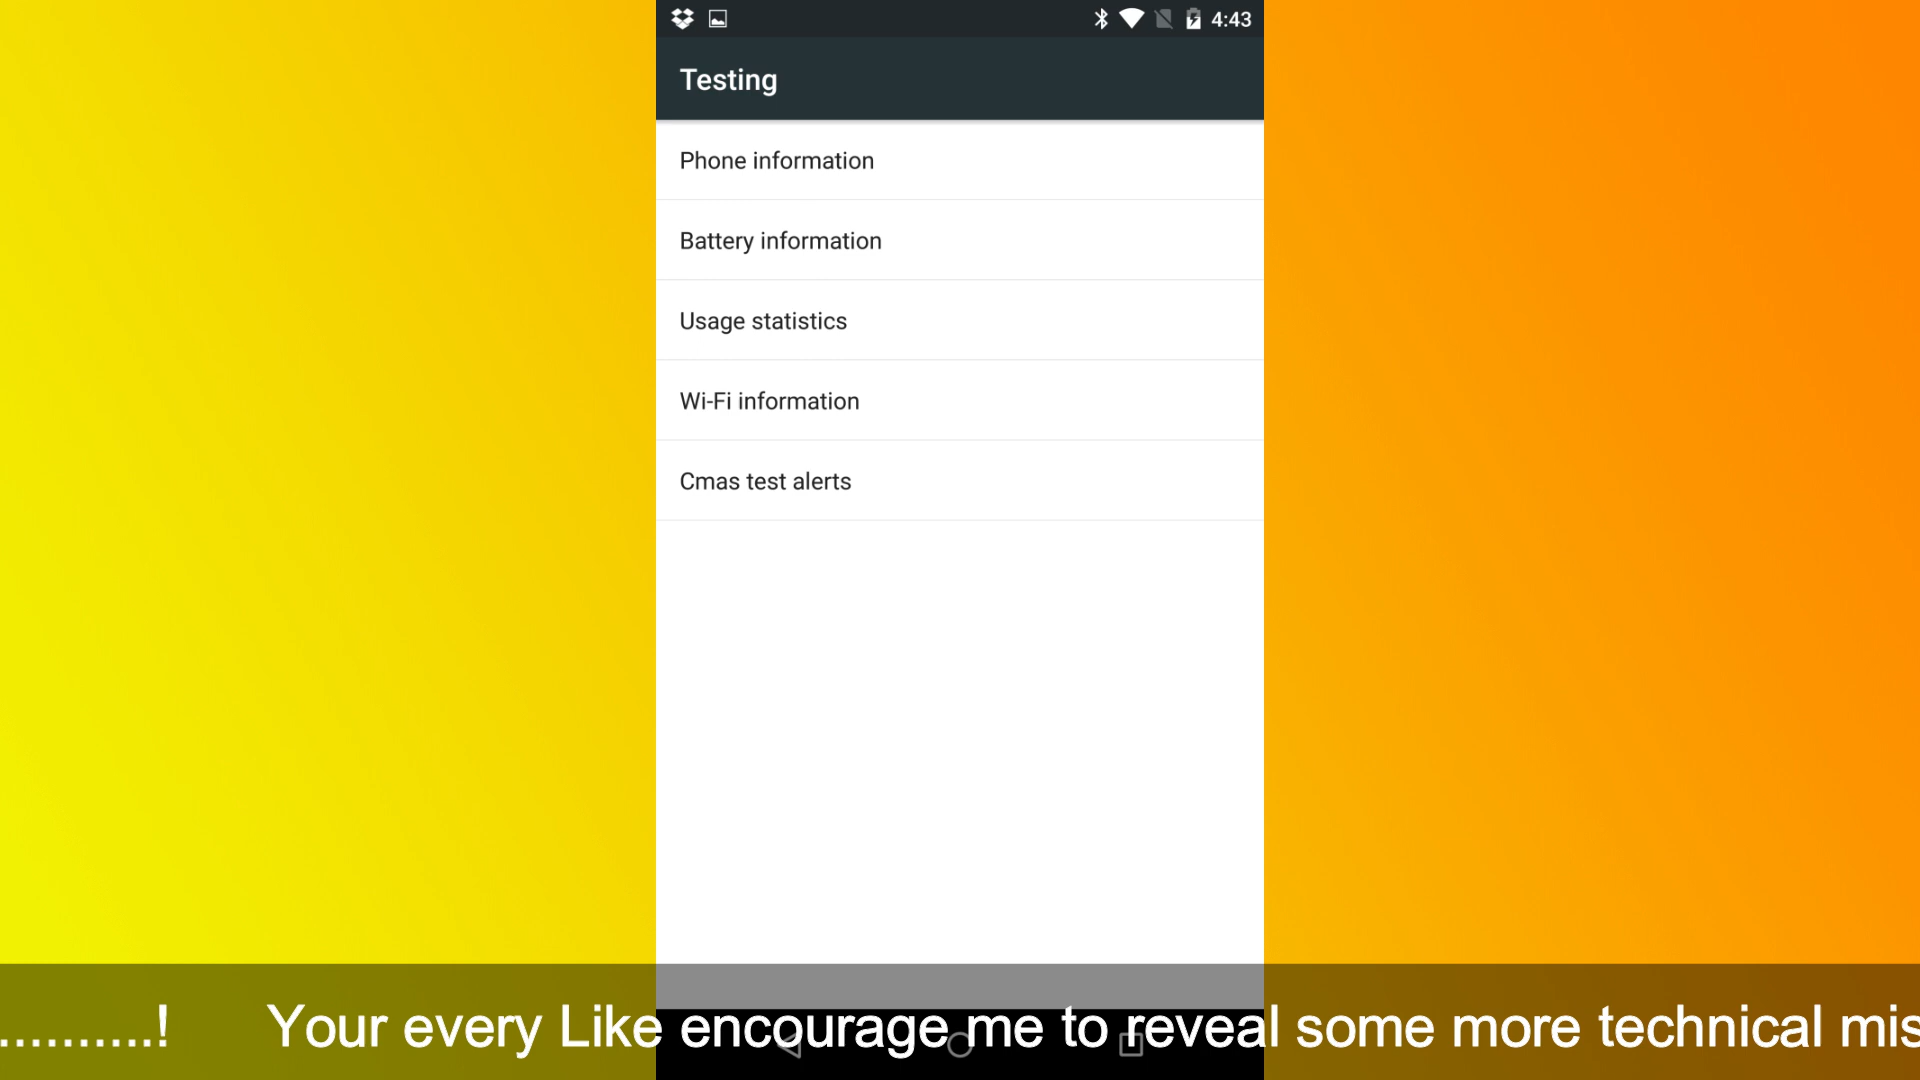 4:43
Testing
Phone information
Battery information
Usage statistics
Wi-Fi information
Cmas test alerts
..........! Your every Like encourage me to reveal some more technical mis